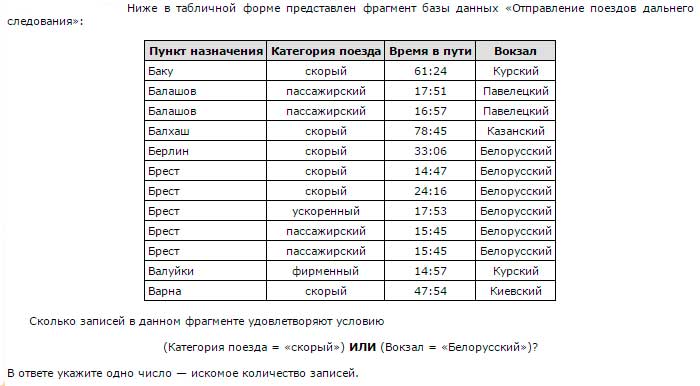 Ниже в табличной форме представлен фрагмент базы данных «Отправление поездов дальнего
следования»:
Пункт назначения Категория поезда Время в пути Вокзал
Баку скорый 61:24 Курский
Балашов пассажирский 17:51 Павелецкий
Балашов пассажирский 16:57 Павелецкий
Балхаш скорый 78:45 Казанский
Берлин скорый 33:06 Белорусский
Брест скорый 14:47 Белорусский
Брест скорый 24:16 Белорусский
Брест ускоренный 17:53 Белорусский
Брест пассажирский 15:45 Белорусский
Брест пассажирский 15:45 Белорусский
Валуйки фирменный 14:57 Курский
Варна скорый 47:54 Киевский
Сколько записей в данном фрагменте удовлетворяют условию
(Категория поезда = «скорый») ИЛИ (Вокзал = «Белорусский»)?
В ответе укажите одно число — искомое количество записей.